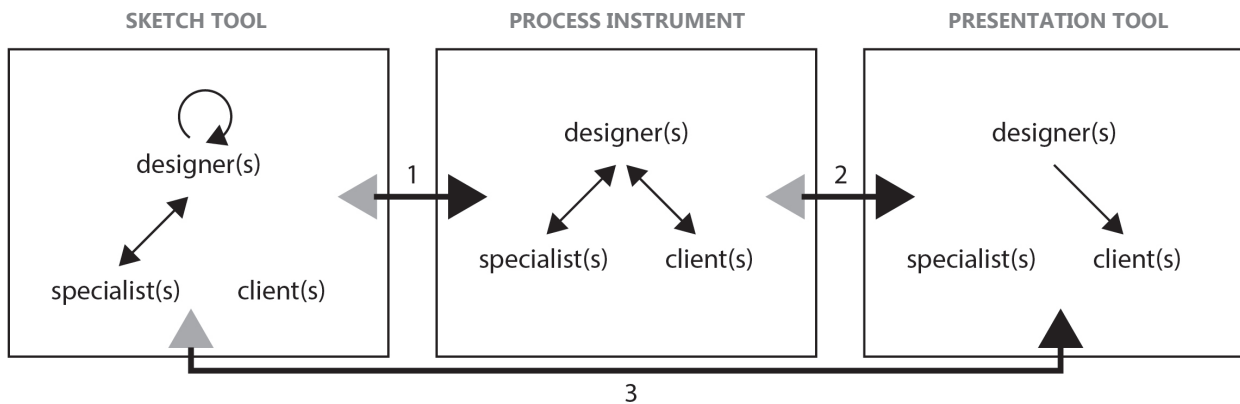 SKETCH TOOL
PROCESS INSTRUMENT
PRESENTATION TOOL
designer(s)
specialist(s)
client(s)
1
designer(s)
specialist(s)
client(s)
2
designer(s)
specialist(s)
client(s)
3